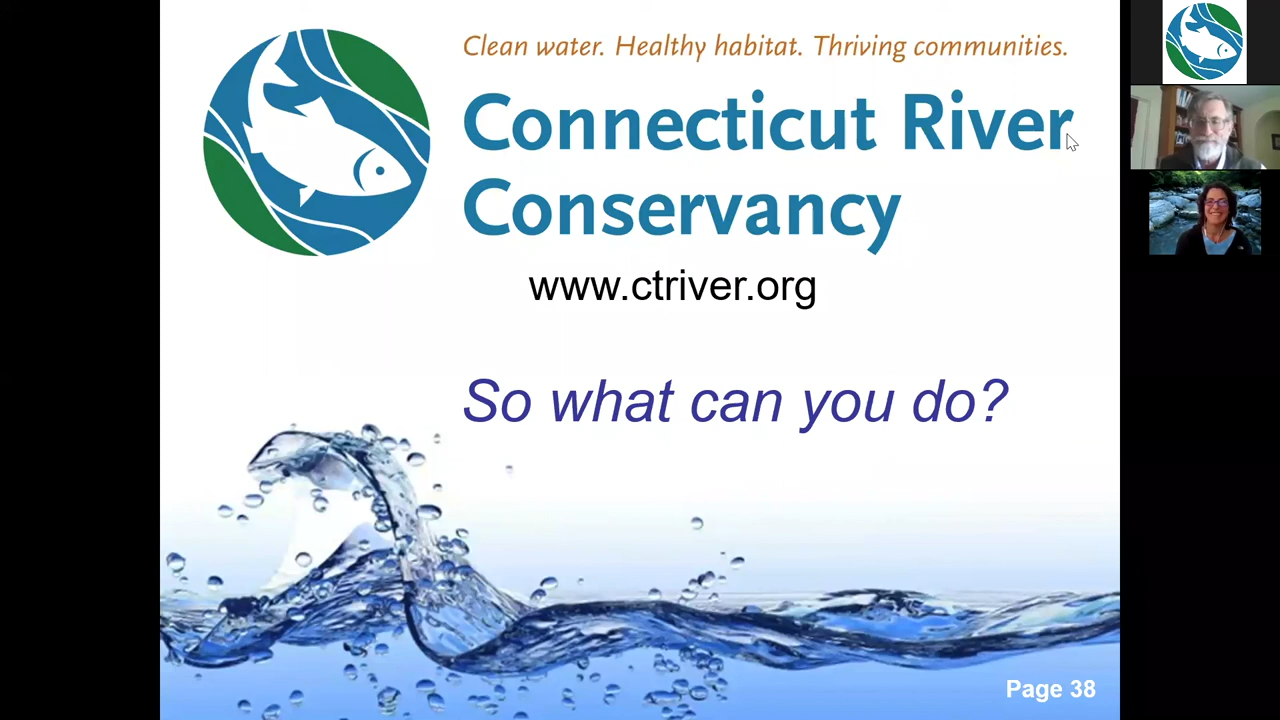 Clean water. Healthy habitat. Thriving communities.
Connecticut River
Conservancy
www.ctriver.org
So what can you do?
Page 38